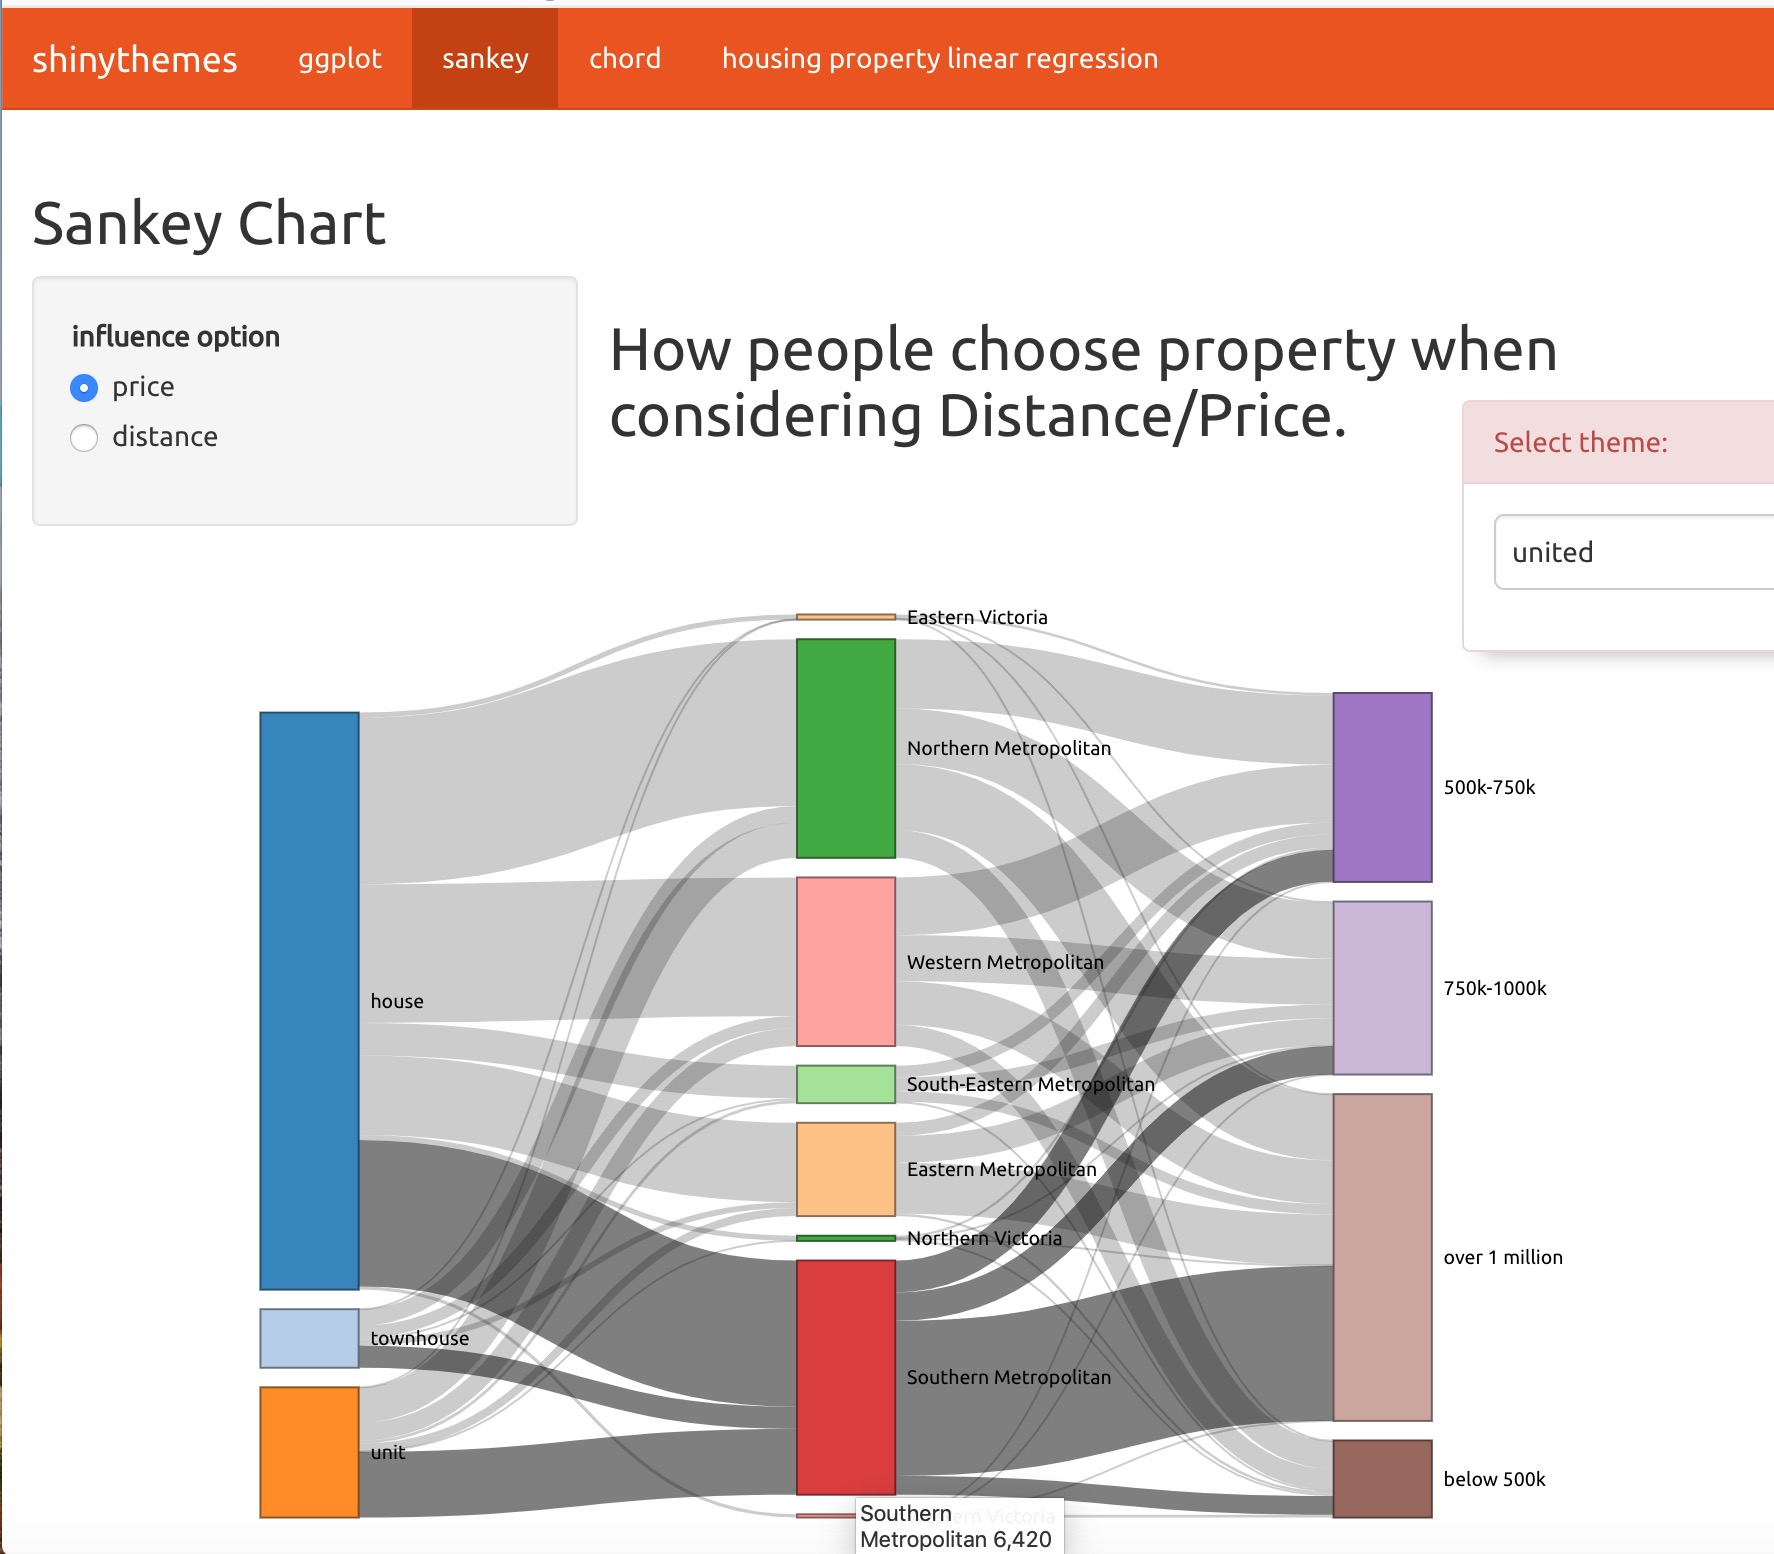 shinythemes ggplot sankey chord housing property linear regression
Sankey Chart
influence option
price
distance
How people choose property when
considering Distance/Price.
Select theme:
united
Eastern Victoria
Northern Metropolitan
500k-750k
Western Metropolitan
750k-1000k
house
South-Eastern Metropolitan
Eastern Metropolitan
Northern Victoria
over 1 million
townhouse
Southern Metropolitan
unit
below 500k
Victoria
Southern
Metropolitan 6,420